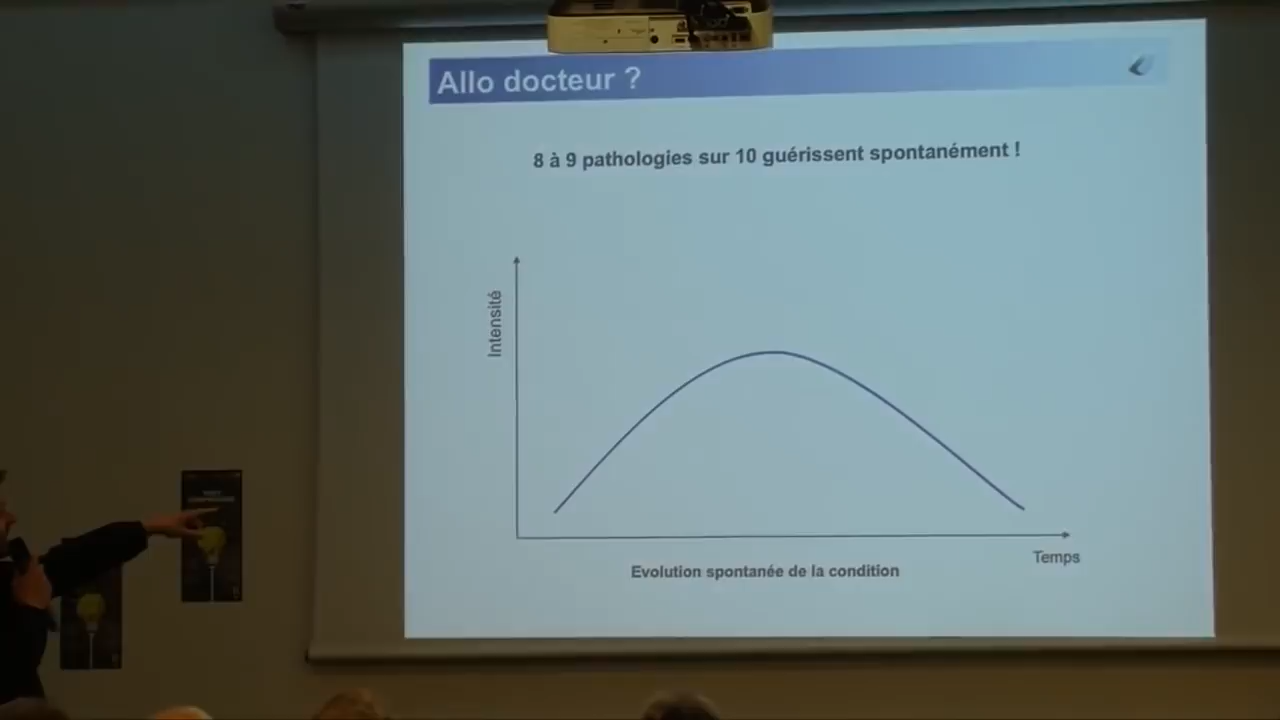 Allo docteur ?
8 à 9 pathologies sur 10 guérissent spontanément !
Intensité
Temps
Evolution spontanée de la condition